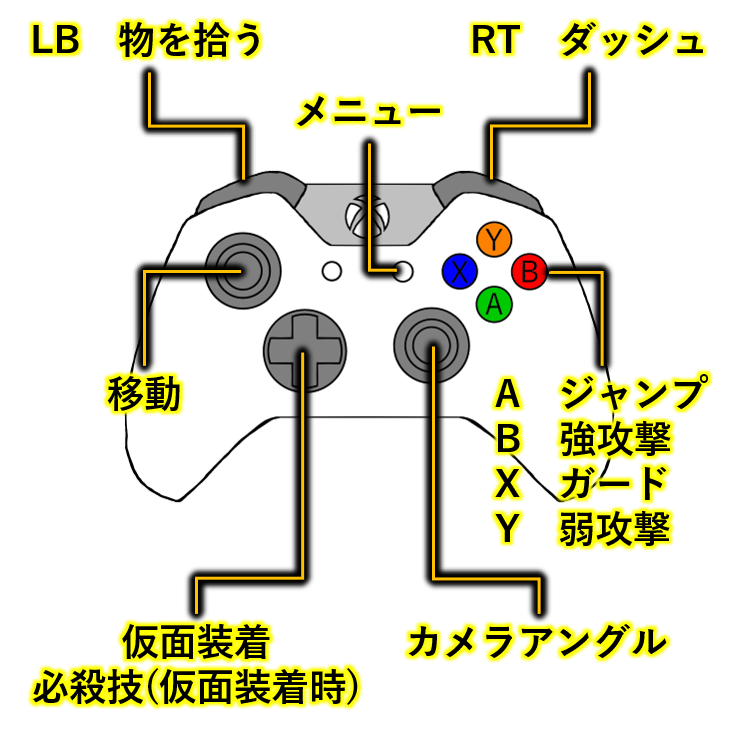 LB 物を拾う
RT ダッシュ
メニュー
Y
X
B
A
移動
A ジャンプ
B 強攻撃
X ガード
Y 弱攻撃
仮面装着
必殺技(仮面装着時)
カメラアングル